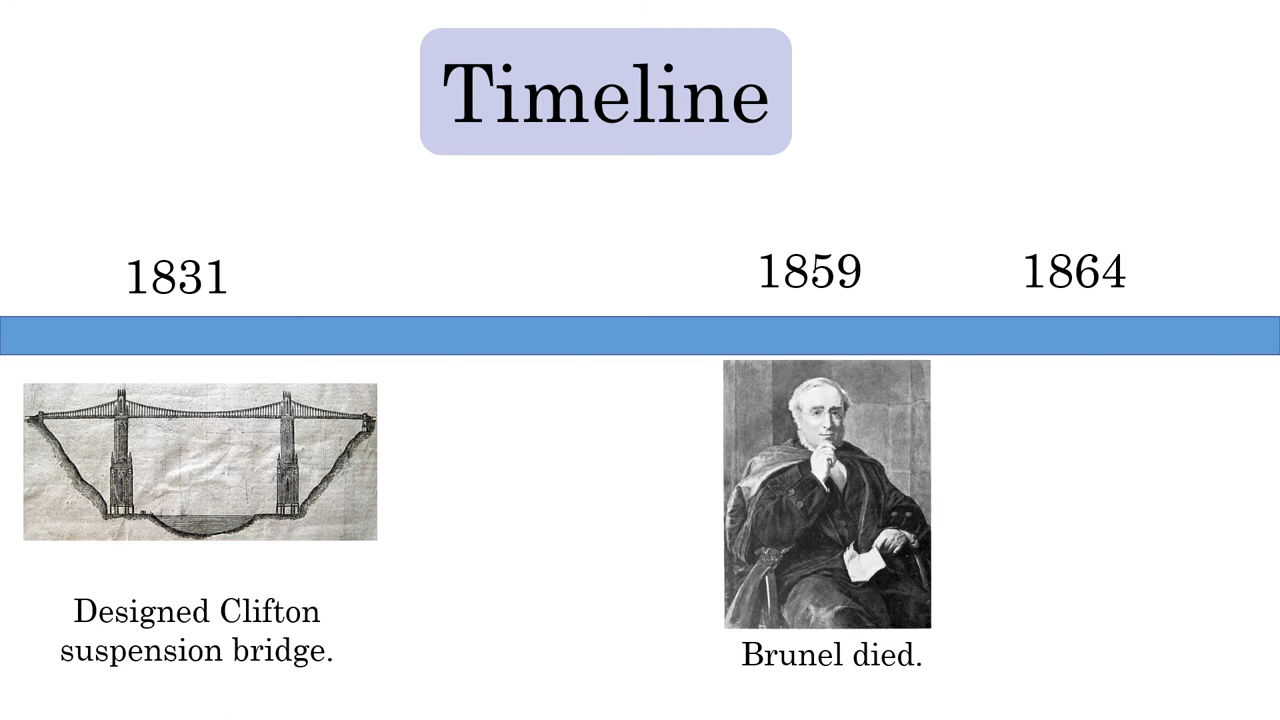 Timeline
1831
1859
1864
Designed Clifton
suspension bridge.
Brunel died.